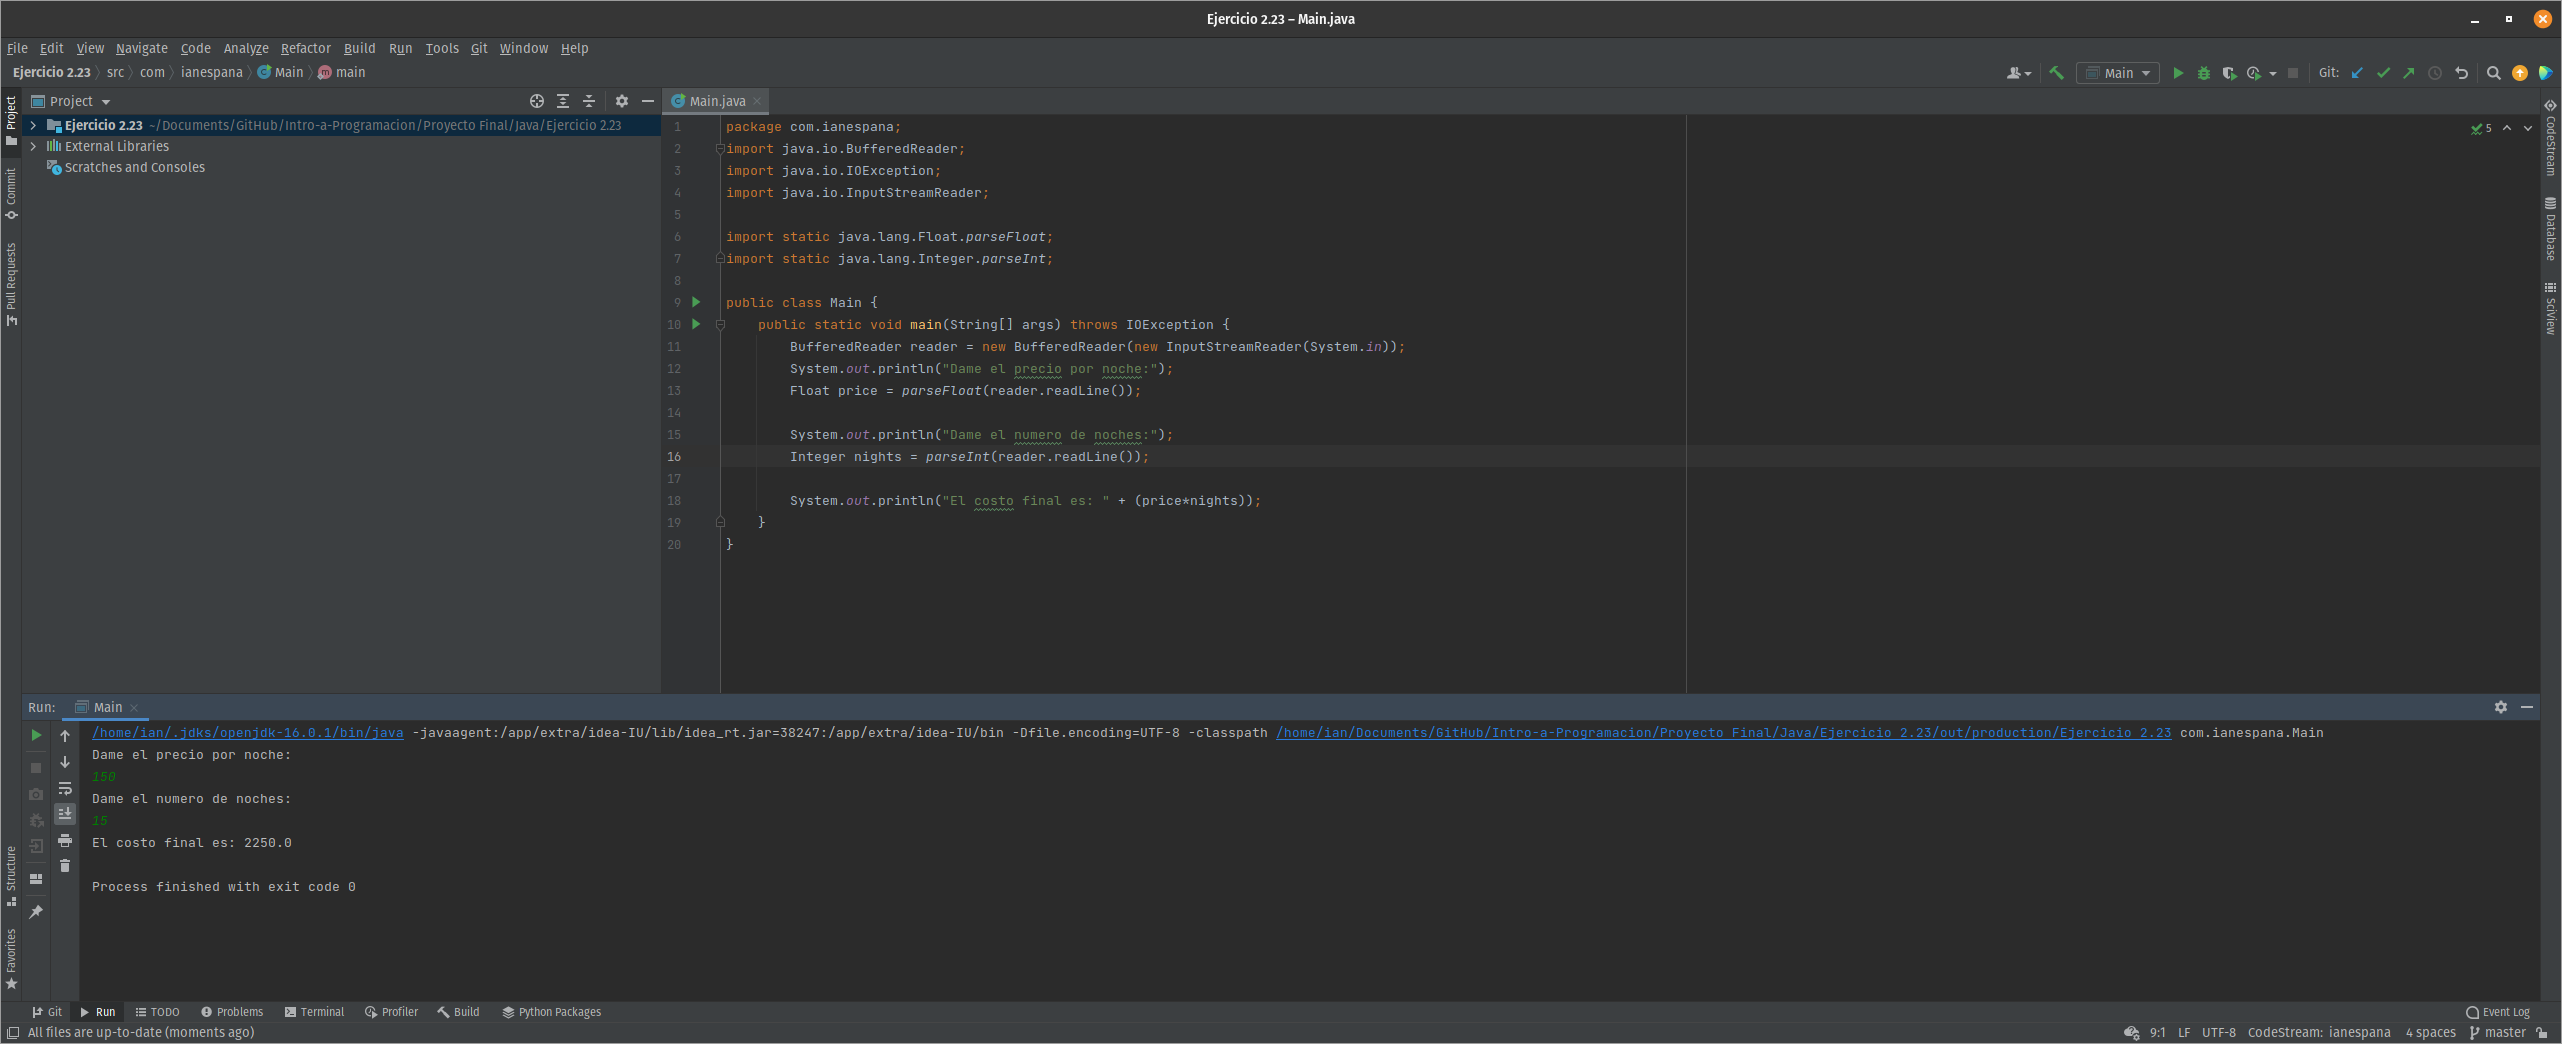 Ejercicio 2.23 – Main.java
File Edit View Navigate Code Analyze Refactor Build Run Tools Git Window Help
Ejercicio 2.23 src com ianespana Main main
Main Git:
Project
Ejercicio 2.23 ~/Documents/GitHub/Intro-a-Programacion/Proyecto Final/Java/Ejercicio 2.23
External Libraries
Scratches and Consoles
Project
Commit
Pull Requests
Structure
Favorites
Main.java
1 package com.ianespana;
2 import java.io.BufferedReader;
3 import java.io.IOException;
4 import java.io.InputStreamReader;
5
6 import static java.lang.Float.parseFloat;
7 import static java.lang.Integer.parseInt;
8
9 public class Main {
10 public static void main(String[] args) throws IOException {
11 BufferedReader reader = new BufferedReader(new InputStreamReader(System.in));
12 System.out.println("Dame el precio por noche:");
13 Float price = parseFloat(reader.readLine());
14
15 System.out.println("Dame el numero de noches:");
16 Integer nights = parseInt(reader.readLine());
17
18 System.out.println("El costo final es: " + (price*nights));
19 }
20 }
5
CodeStream
Database
SciView
Run: Main
/home/ian/.jdks/openjdk-16.0.1/bin/java -javaagent:/app/extra/idea-IU/lib/idea_rt.jar=38247:/app/extra/idea-IU/bin -Dfile.encoding=UTF-8 -classpath /home/ian/Documents/GitHub/Intro-a-Programacion/Proyecto Final/Java/Ejercicio 2.23/out/production/Ejercicio 2.23 com.ianespana.Main
Dame el precio por noche:
150
Dame el numero de noches:
15
El costo final es: 2250.0
Process finished with exit code 0
Git Run TODO Problems Terminal Profiler Build Python Packages Event Log
All files are up-to-date (moments ago) 9:1 LF UTF-8 CodeStream: ianespana 4 spaces master